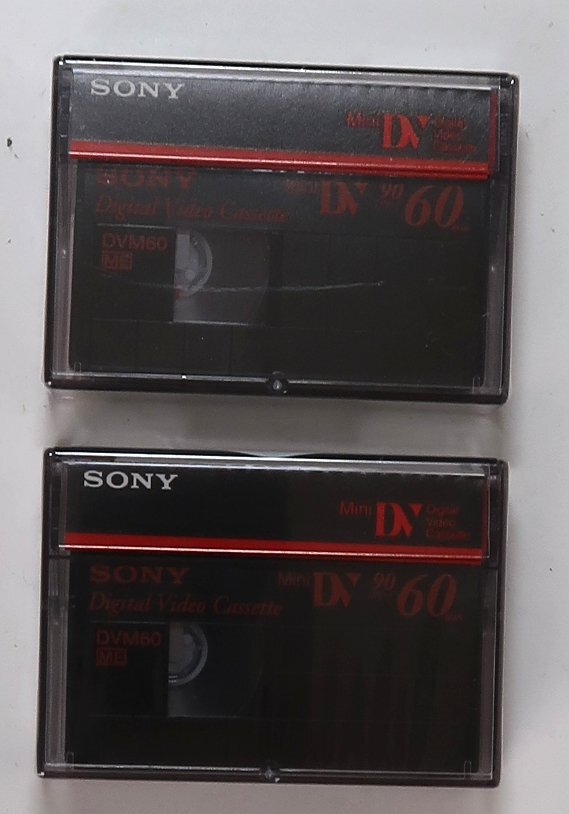 SONY
Mini DV Digital
Video
Cassette
SONY
Mini DV 90 60
Digital Video Cassette
DVM60
ME
SONY
Mini DV Digital
Video
Cassette
SONY
Mini DV 90 60
Digital Video Cassette
DVM60
ME